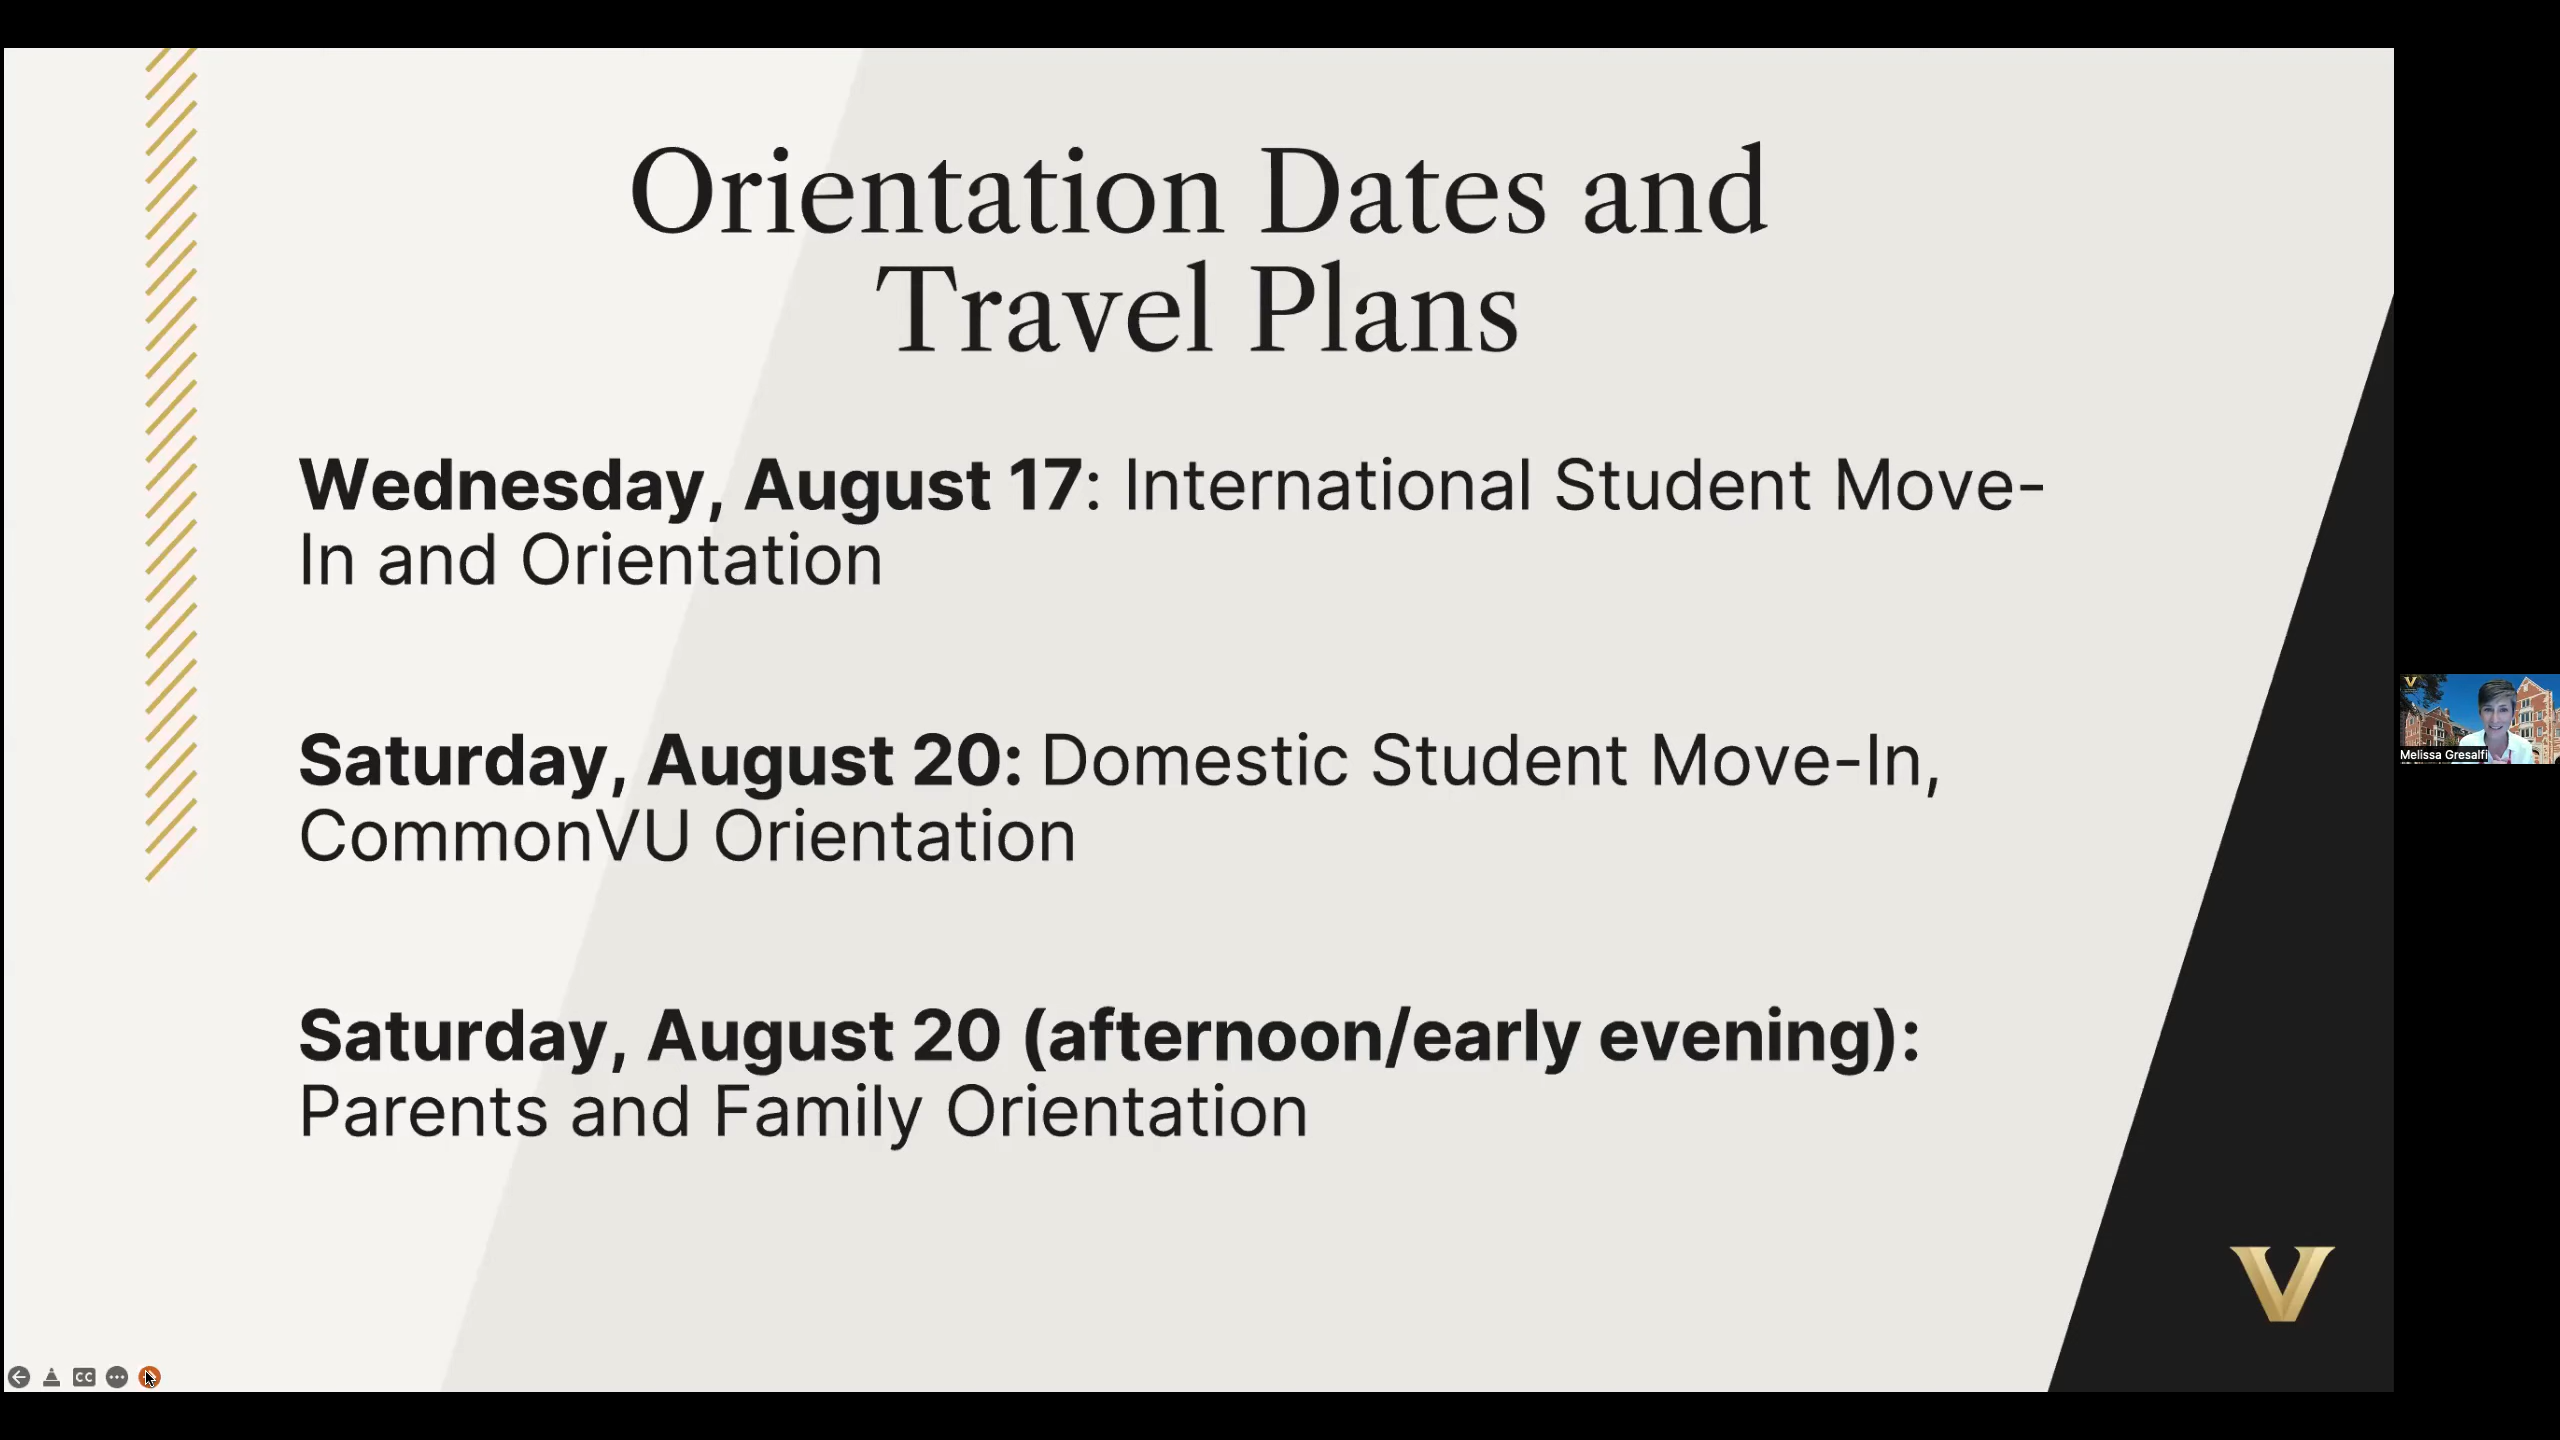 Orientation Dates and
Travel Plans
Wednesday, August 17: International Student Move-
In and Orientation
Saturday, August 20: Domestic Student Move-In,
CommonVU Orientation
Saturday, August 20 (afternoon/early evening):
Parents and Family Orientation
V
Melissa Gresalfi
V
CC